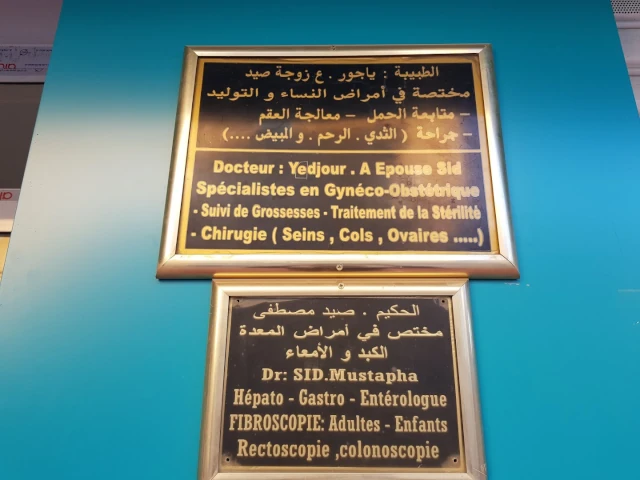 الطبيبة : ياجور . ع زوجة صيد
مختصة في أمراض النساء و التوليد
- متابعة الحمل - معالجة العقم
- جراحة ( الثدي . الرحم . و المبيض ....)
Docteur : Yedjour . A Epouse Sid
Spécialistes en Gynéco-Obstétrique
- Suivi de Grossesses - Traitement de la Stérilité
- Chirugie ( Seins , Cols , Ovaires .....)
الحكيم . صيد مصطفى
مختص في أمراض المعدة
الكبد و الأمعاء
Dr: SID.Mustapha
Hépato - Gastro - Entérologue
FIBROSCOPIE: Adultes - Enfants
Rectoscopie ,colonoscopie